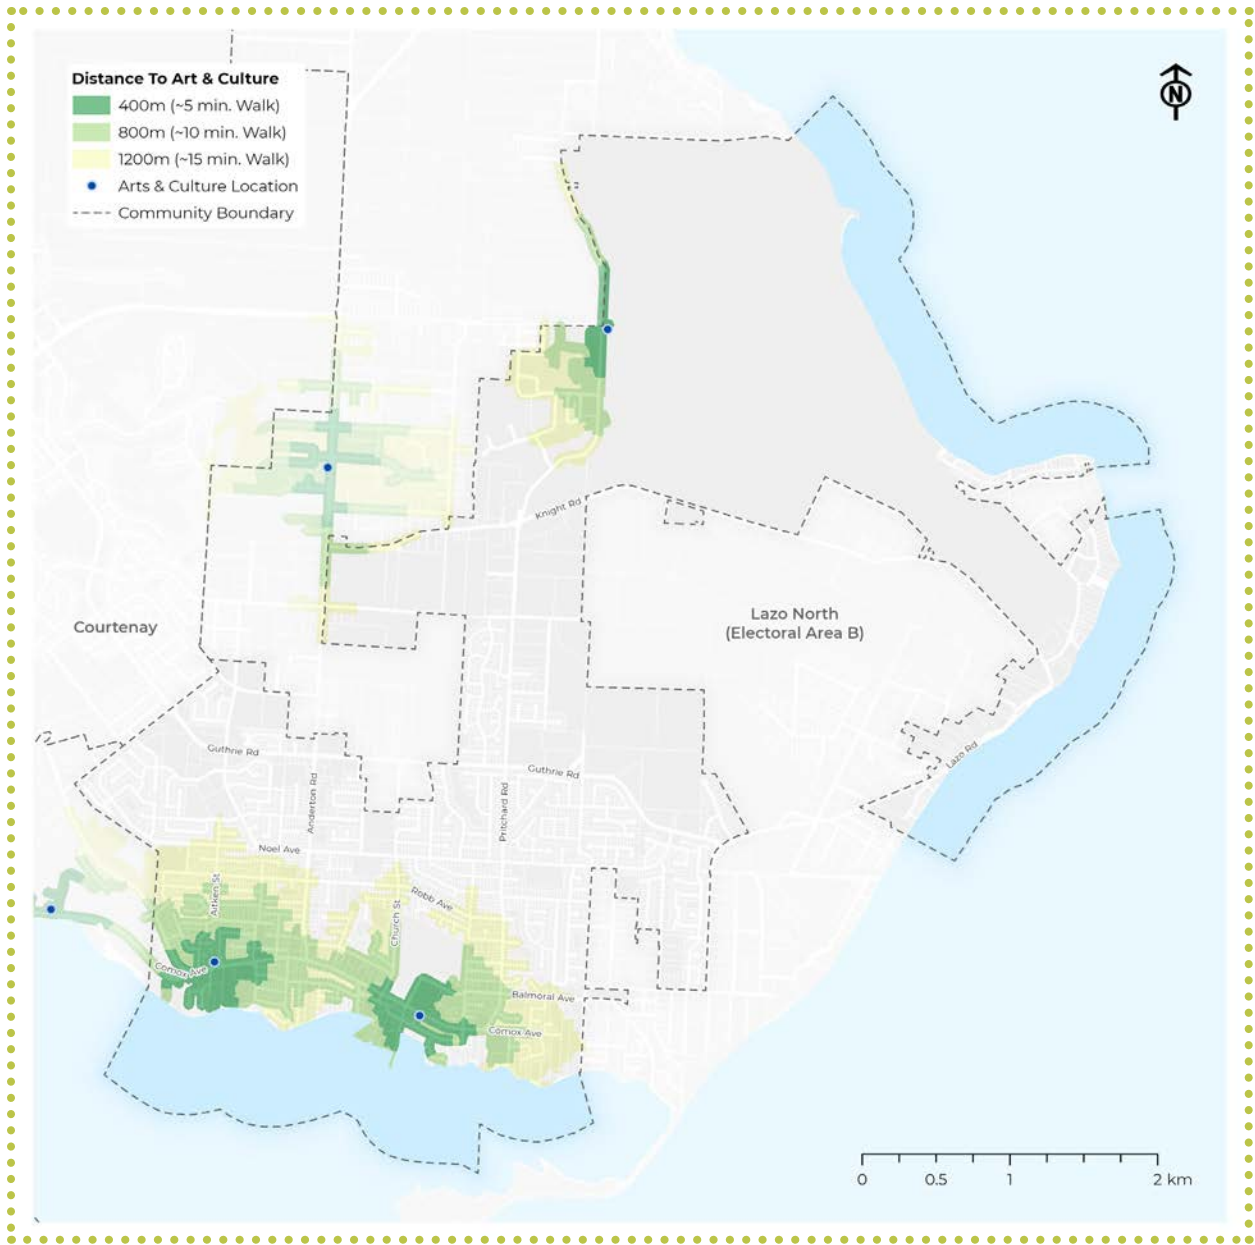 Distance To Art & Culture
400m (~5 min. Walk)
800m (~10 min. Walk)
1200m (~15 min. Walk)
Arts & Culture Location
Community Boundary
N
Knight Rd
Courtenay
Lazo North
(Electoral Area B)
Guthrie Rd
Guthrie Rd
Lazo Rd
Anderton Rd
Pritchard Rd
Noel Ave
Aitken St
Robb Ave
Church St
Comox Ave
Balmoral Ave
Comox Ave
0 0.5 1 2 km